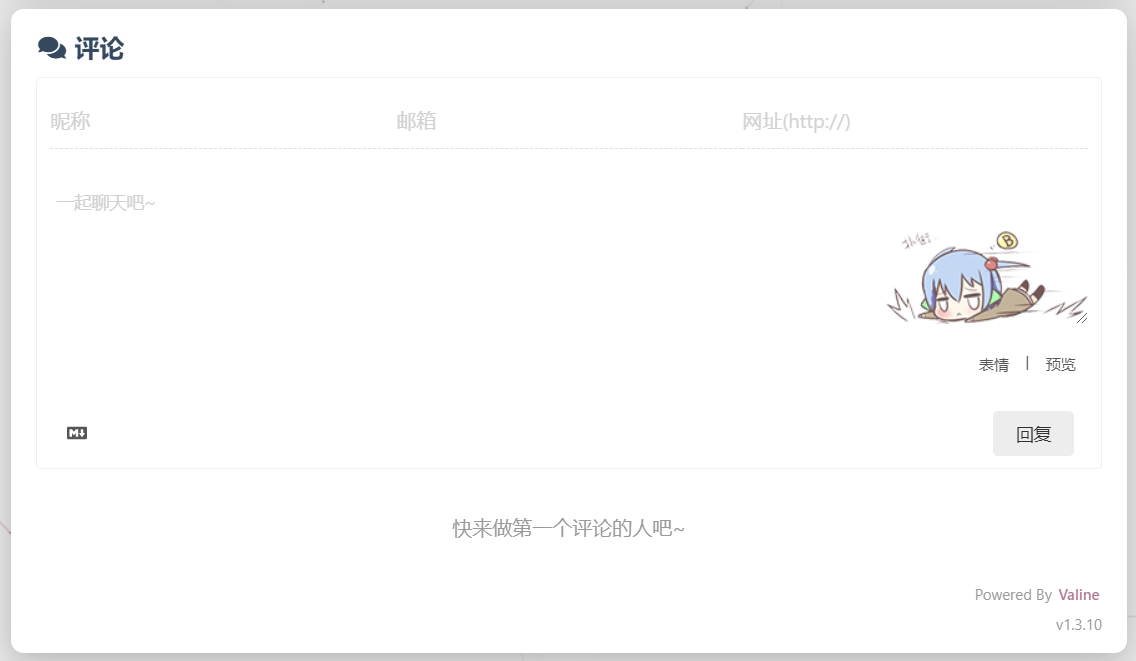 评论
昵称 邮箱 网址(http://)
一起聊天吧~
B
表情 | 预览
M↓ 回复
快来做第一个评论的人吧~
Powered By Valine
v1.3.10